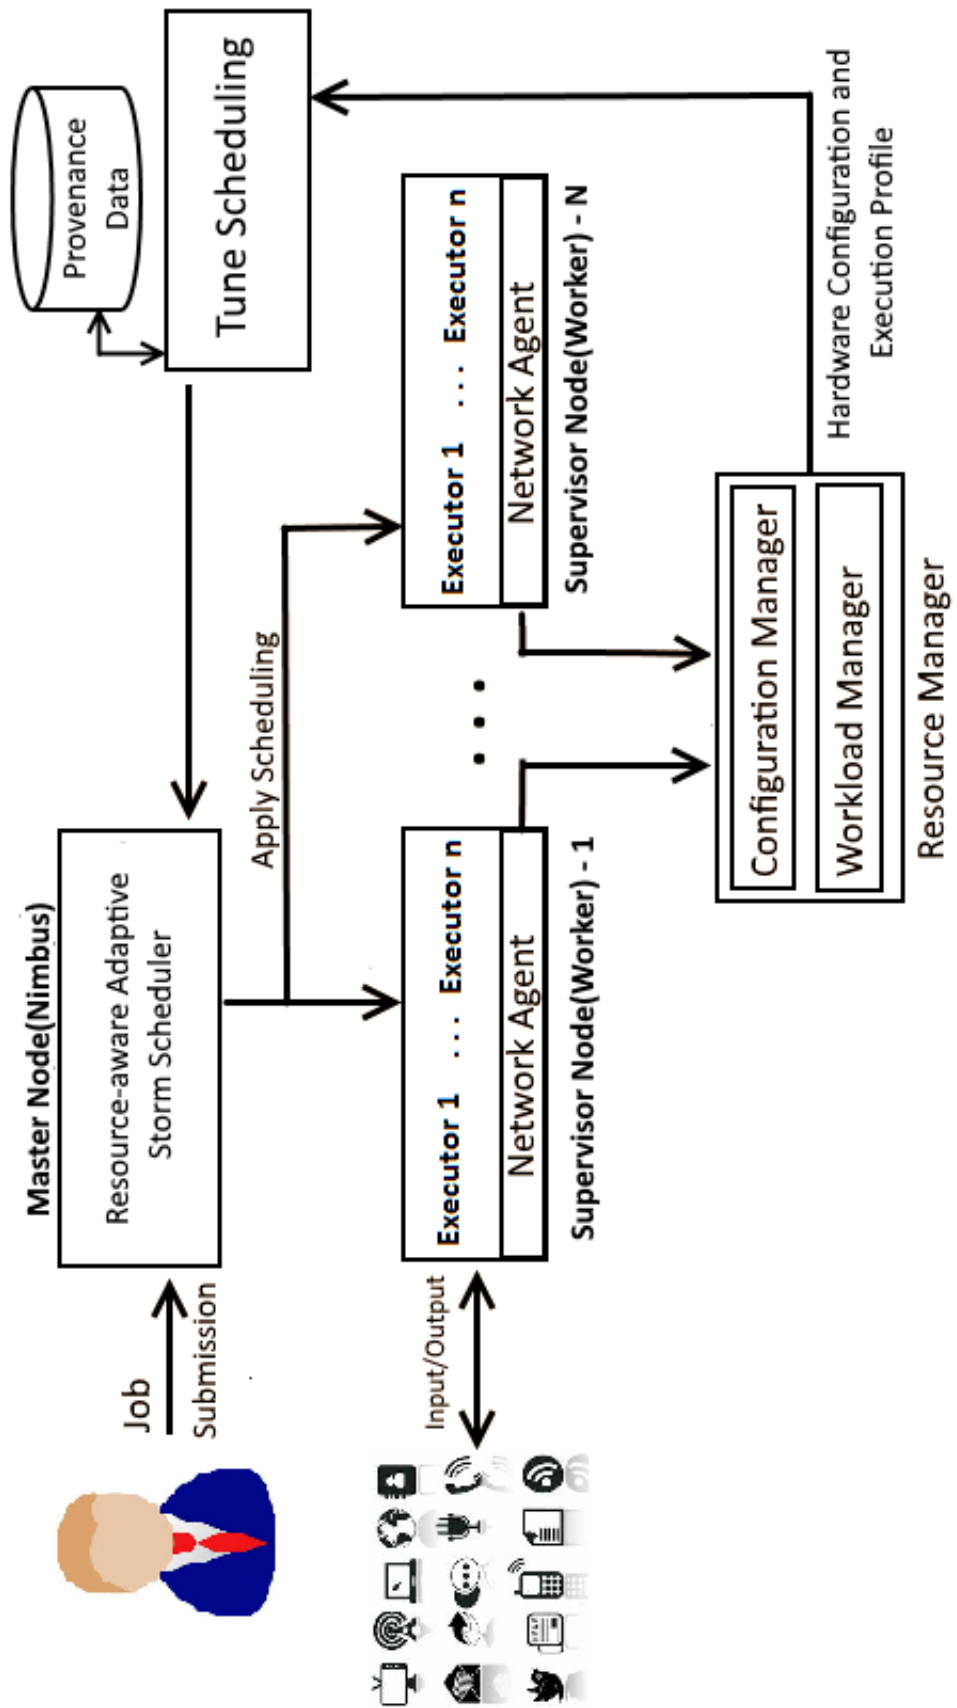 Master Node(Nimbus)
Job
Submission
Resource-aware Adaptive
Storm Scheduler
Tune Scheduling
Provenance
Data
Apply Scheduling
Input/Output
Executor 1 ... Executor n
Network Agent
Supervisor Node(Worker) - 1
Executor 1 ... Executor n
Network Agent
Supervisor Node(Worker) - N
Configuration Manager
Workload Manager
Resource Manager
Hardware Configuration and
Execution Profile